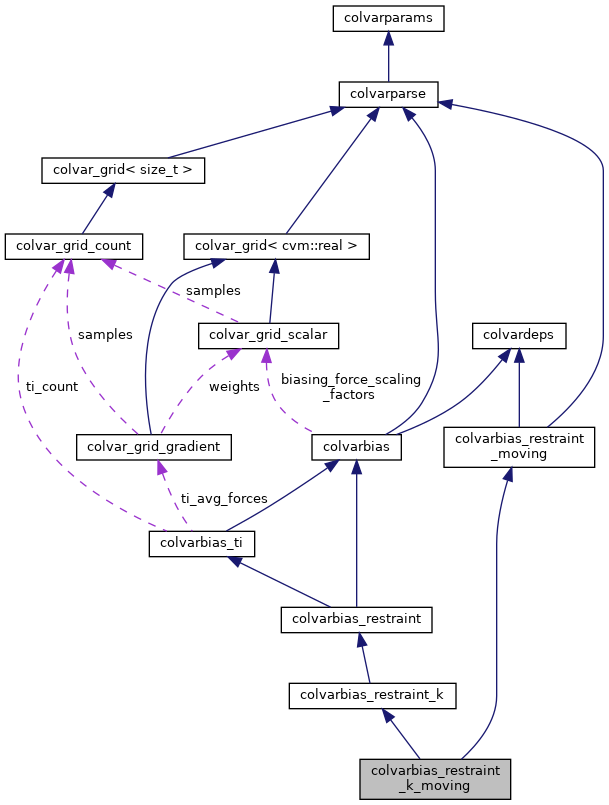 colvarparams
colvarparse
colvar_grid< size_t >
colvar_grid_count
colvar_grid< cvm::real >
samples
colvar_grid_scalar
colvardeps
samples
ti_count
weights
biasing_force_scaling
_factors
colvar_grid_gradient
colvarbias
colvarbias_restraint
_moving
ti_avg_forces
colvarbias_ti
colvarbias_restraint
colvarbias_restraint_k
colvarbias_restraint
_k_moving